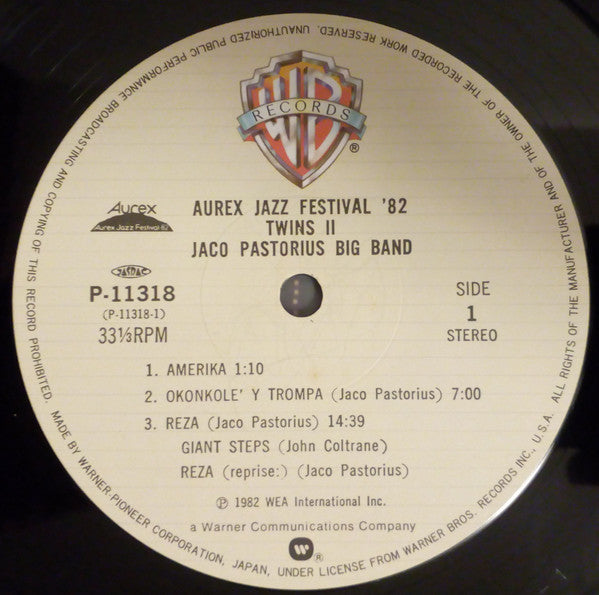 WB
RECORDS
®
Aurex
Aurex Jazz Festival 82
AUREX JAZZ FESTIVAL '82
TWINS II
JACO PASTORIUS BIG BAND
JASRAC
P-11318
(P-11318-1)
33⅓RPM
SIDE
1
STEREO
1. AMERIKA 1:10
2. OKONKOLE' Y TROMPA (Jaco Pastorius) 7:00
3. REZA (Jaco Pastorius) 14:39
GIANT STEPS (John Coltrane)
REZA (reprise:) (Jaco Pastorius)
℗ 1982 WEA International Inc.
a Warner Communications Company
®
MADE BY WARNER-PIONEER CORPORATION, JAPAN, UNDER LICENSE FROM WARNER BROS. RECORDS INC., U.S.A. ALL RIGHTS OF THE MANUFACTURER AND OF THE OWNER OF THE RECORDED WORK RESERVED. UNAUTHORIZED PUBLIC PERFORMANCE BROADCASTING AND COPYING OF THIS RECORD PROHIBITED.